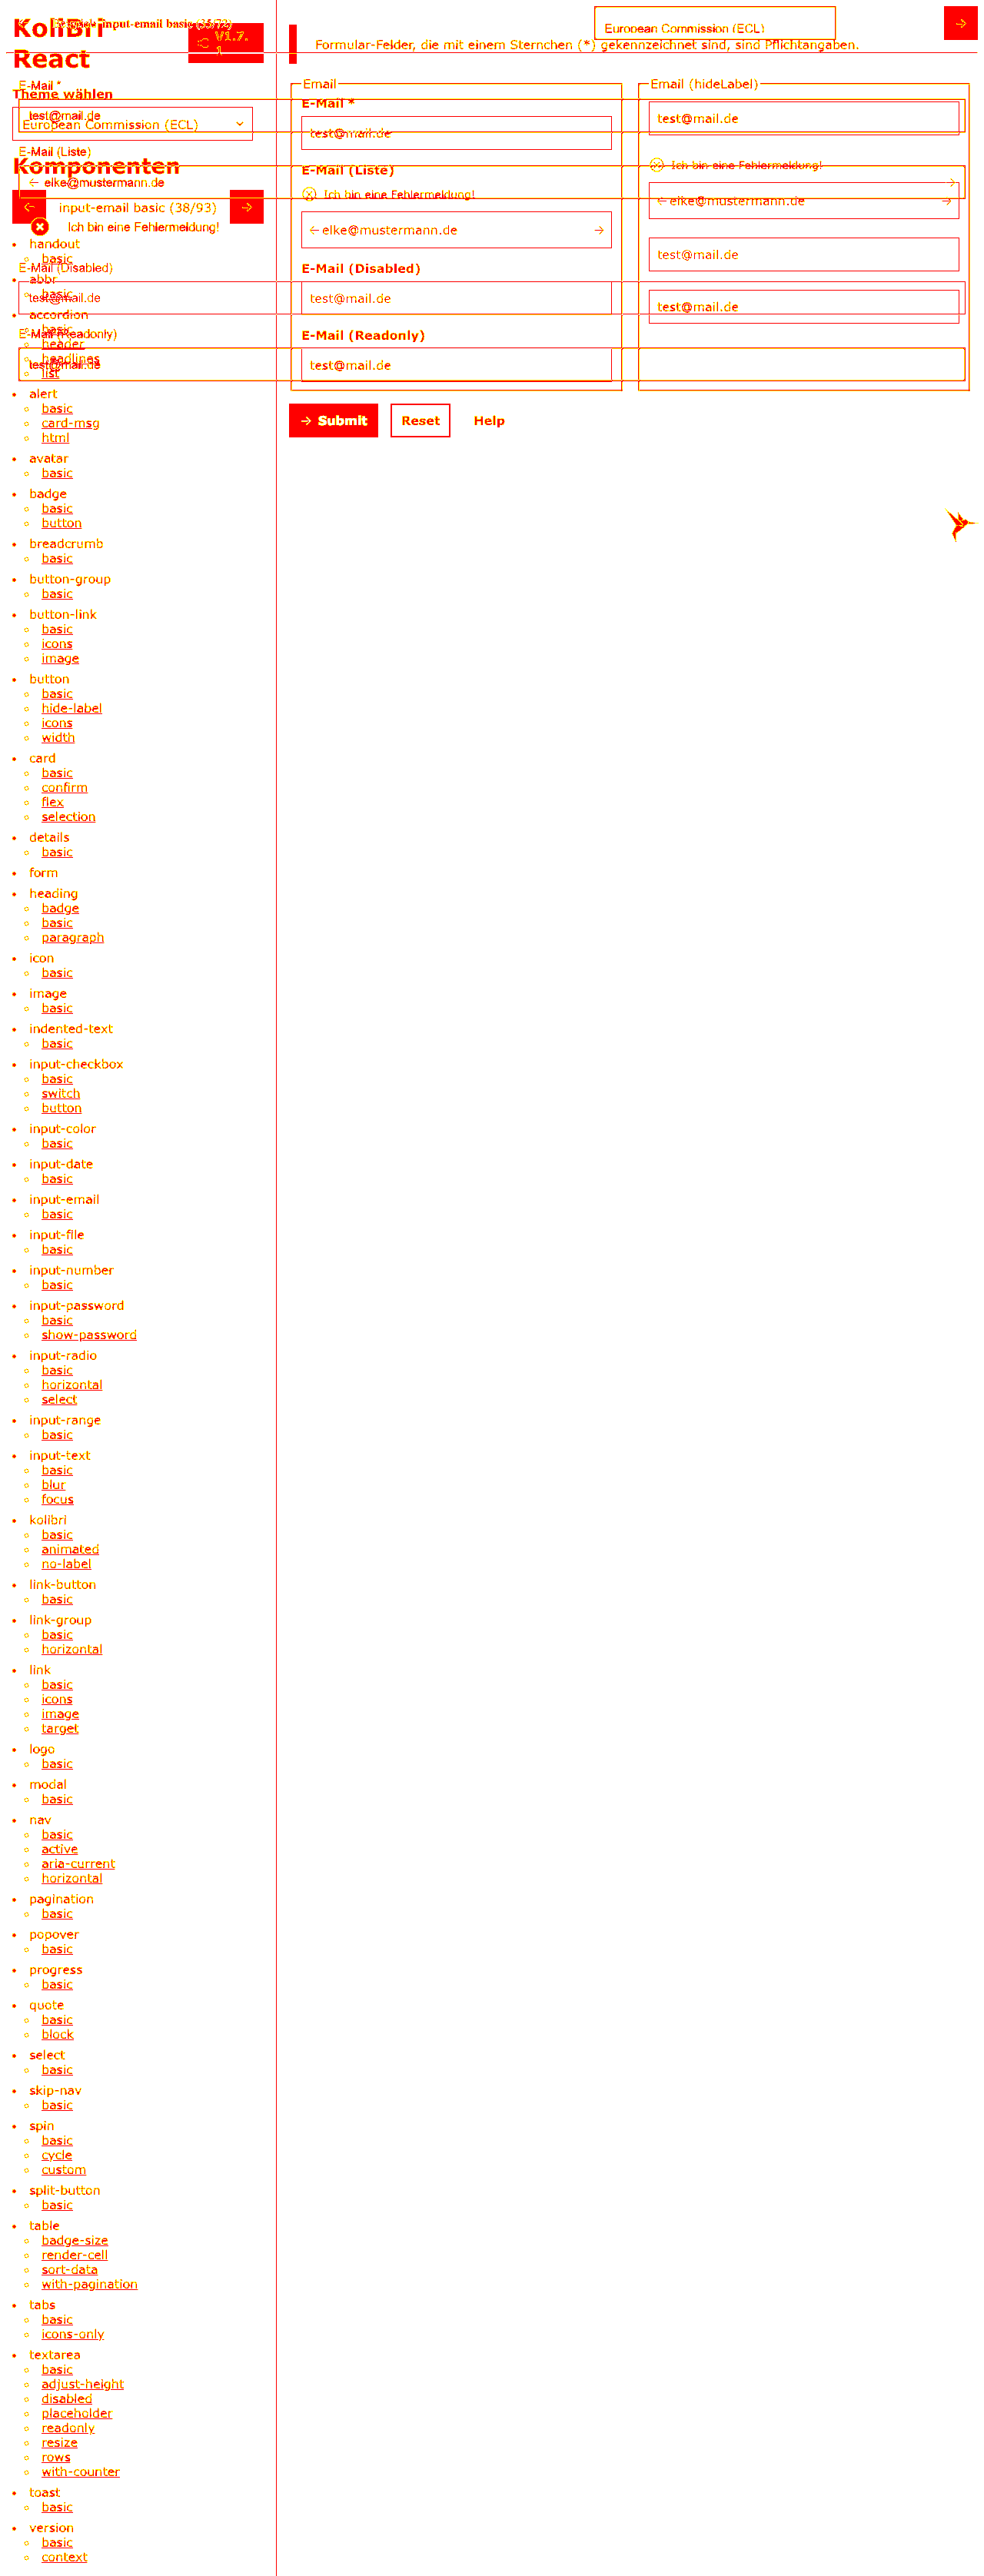 KoliBri
React
V1.7.
1
input-email basic
European Commission (ECL)
Formular-Felder, die mit einem Sternchen (*) gekennzeichnet sind, sind Pflichtangaben.
E-Mail *
Theme wählen
test@mail.de
European Commission (ECL)
E-Mail (Liste)
Komponenten
elke@mustermann.de
input-email basic (38/93)
Ich bin eine Fehlermeldung!
E-Mail (Disabled)
test@mail.de
E-Mail (Readonly)
test@mail.de
Email
E-Mail *
test@mail.de
E-Mail (Liste)
Ich bin eine Fehlermeldung!
elke@mustermann.de
E-Mail (Disabled)
test@mail.de
E-Mail (Readonly)
test@mail.de
Email (hideLabel)
test@mail.de
Ich bin eine Fehlermeldung!
elke@mustermann.de
test@mail.de
test@mail.de
Submit Reset Help
handout
basic
abbr
basic
accordion
basic
header
headlines
list
alert
basic
card-msg
html
avatar
basic
badge
basic
button
breadcrumb
basic
button-group
basic
button-link
basic
icons
image
button
basic
hide-label
icons
width
card
basic
confirm
flex
selection
details
basic
form
heading
badge
basic
paragraph
icon
basic
image
basic
indented-text
basic
input-checkbox
basic
switch
button
input-color
basic
input-date
basic
input-email
basic
input-file
basic
input-number
basic
input-password
basic
show-password
input-radio
basic
horizontal
select
input-range
basic
input-text
basic
blur
focus
kolibri
basic
animated
no-label
link-button
basic
link-group
basic
horizontal
link
basic
icons
image
target
logo
basic
modal
basic
nav
basic
active
aria-current
horizontal
pagination
basic
popover
basic
progress
basic
quote
basic
block
select
basic
skip-nav
basic
spin
basic
cycle
custom
split-button
basic
table
badge-size
render-cell
sort-data
with-pagination
tabs
basic
icons-only
textarea
basic
adjust-height
disabled
placeholder
readonly
resize
rows
with-counter
toast
basic
version
basic
context